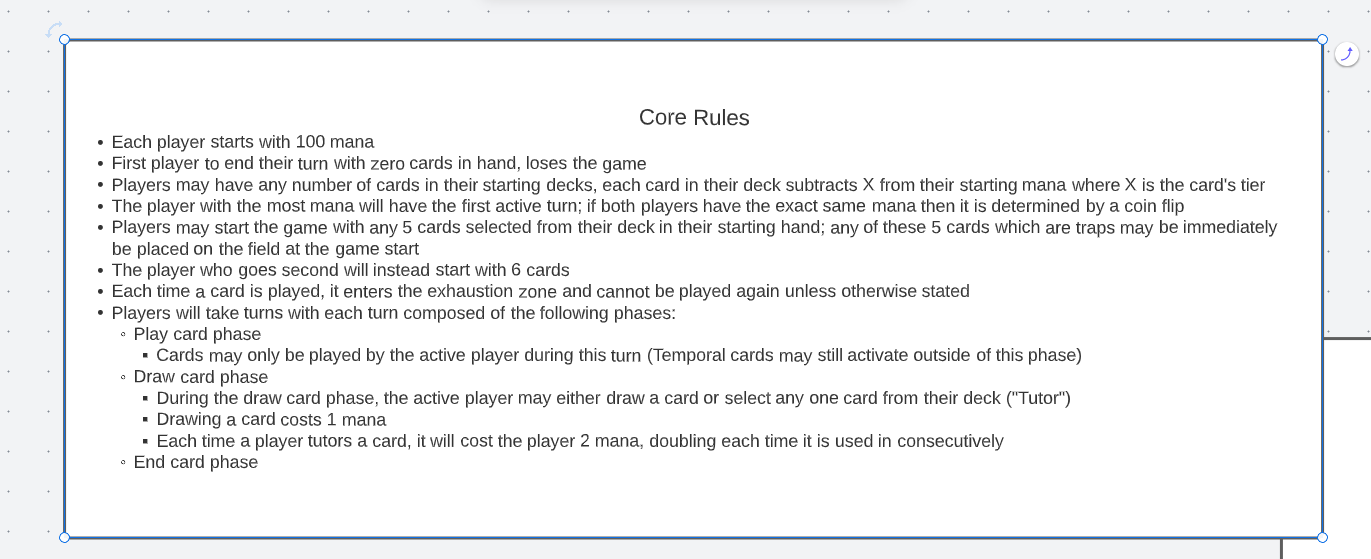 Core Rules
• Each player starts with 100 mana
• First player to end their turn with zero cards in hand, loses the game
• Players may have any number of cards in their starting decks, each card in their deck subtracts X from their starting mana where X is the card's tier
• The player with the most mana will have the first active turn; if both players have the exact same mana then it is determined by a coin flip
• Players may start the game with any 5 cards selected from their deck in their starting hand; any of these 5 cards which are traps may be immediately
be placed on the field at the game start
• The player who goes second will instead start with 6 cards
• Each time a card is played, it enters the exhaustion zone and cannot be played again unless otherwise stated
• Players will take turns with each turn composed of the following phases:
◦ Play card phase
▪ Cards may only be played by the active player during this turn (Temporal cards may still activate outside of this phase)
◦ Draw card phase
▪ During the draw card phase, the active player may either draw a card or select any one card from their deck ("Tutor")
▪ Drawing a card costs 1 mana
▪ Each time a player tutors a card, it will cost the player 2 mana, doubling each time it is used in consecutively
◦ End card phase